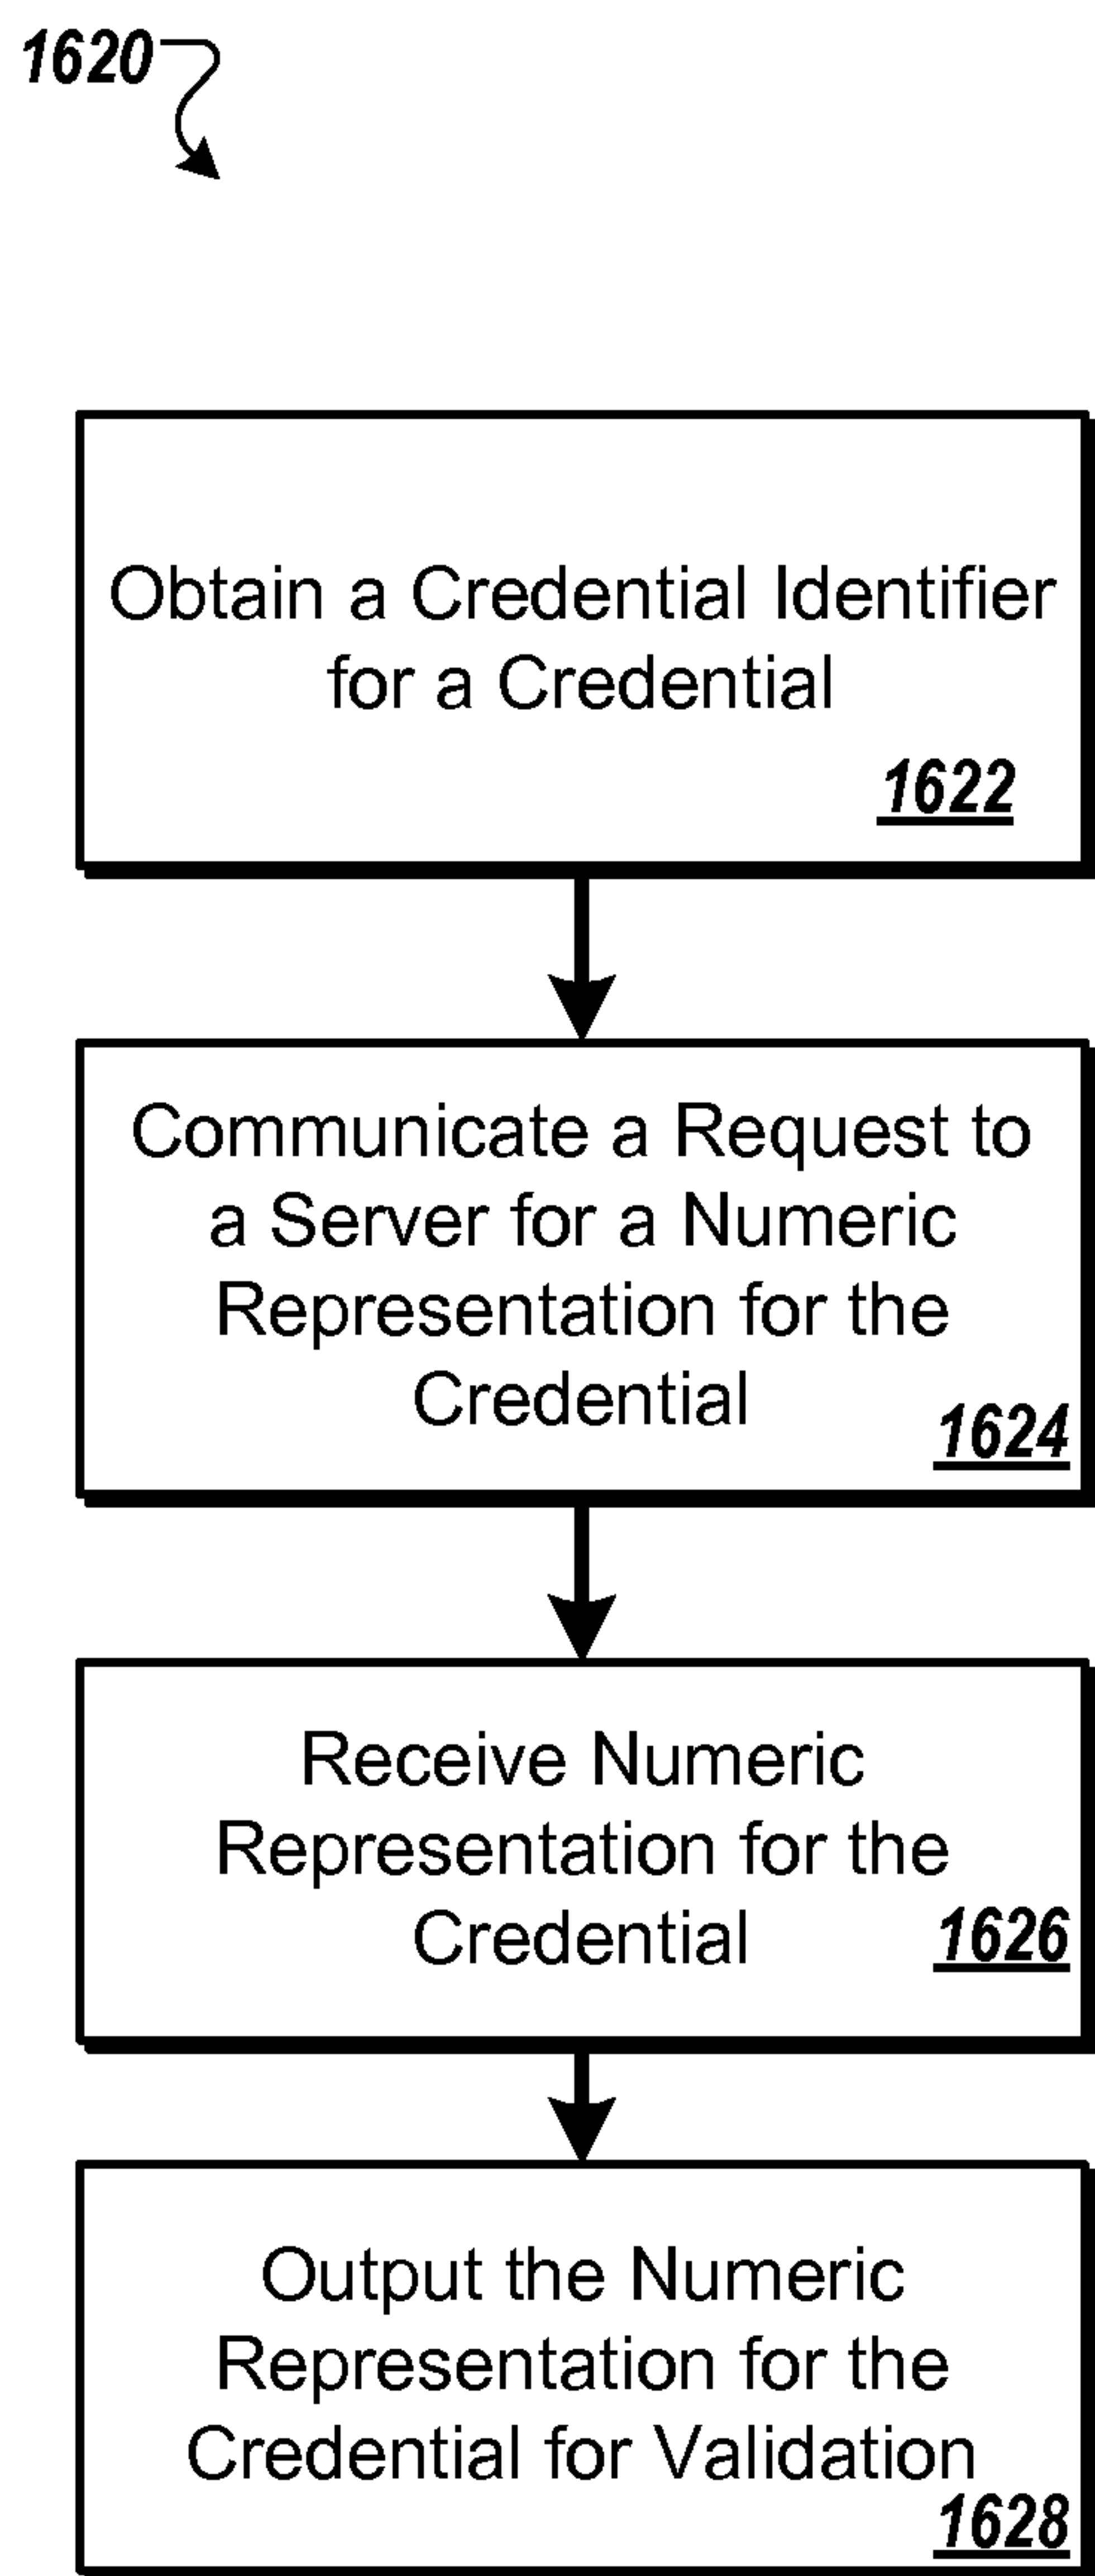 1620
Obtain a Credential Identifier
for a Credential
1622
Communicate a Request to
a Server for a Numeric
Representation for the
Credential
1624
Receive Numeric
Representation for the
Credential
1626
Output the Numeric
Representation for the
Credential for Validation
1628